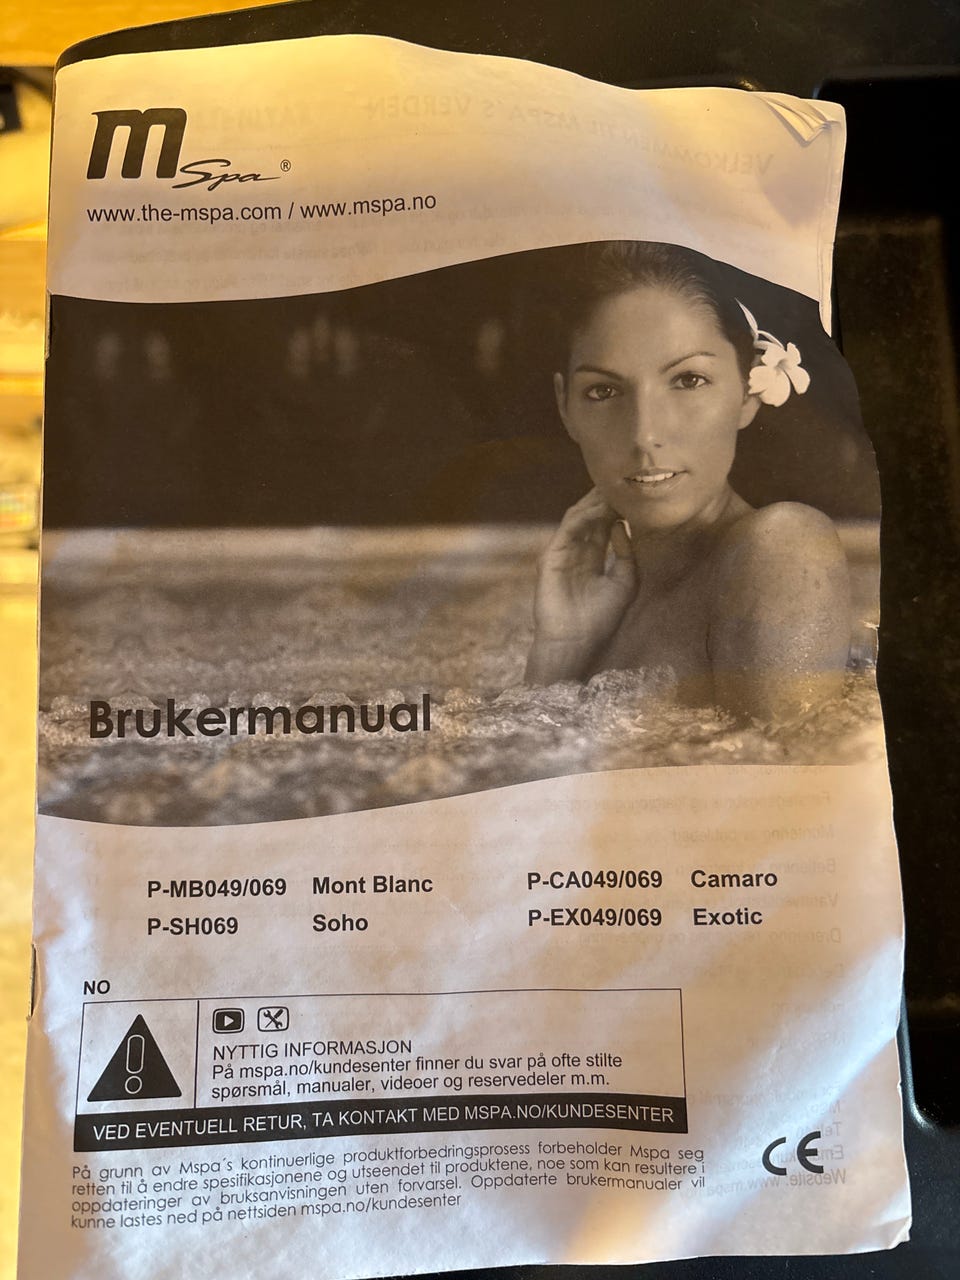 mSpa®
www.the-mspa.com / www.mspa.no
Brukermanual
P-MB049/069 Mont Blanc
P-SH069 Soho
P-CA049/069 Camaro
P-EX049/069 Exotic
NO
NYTTIG INFORMASJON
På mspa.no/kundesenter finner du svar på ofte stilte
spørsmål, manualer, videoer og reservedeler m.m.
VED EVENTUELL RETUR, TA KONTAKT MED MSPA.NO/KUNDESENTER
På grunn av Mspa´s kontinuerlige produktforbedringsprosess forbeholder Mspa seg
retten til å endre spesifikasjonene og utseendet til produktene, noe som kan resultere i
oppdateringer av bruksanvisningen uten forvarsel. Oppdaterte brukermanualer vil
kunne lastes ned på nettsiden mspa.no/kundesenter
CE